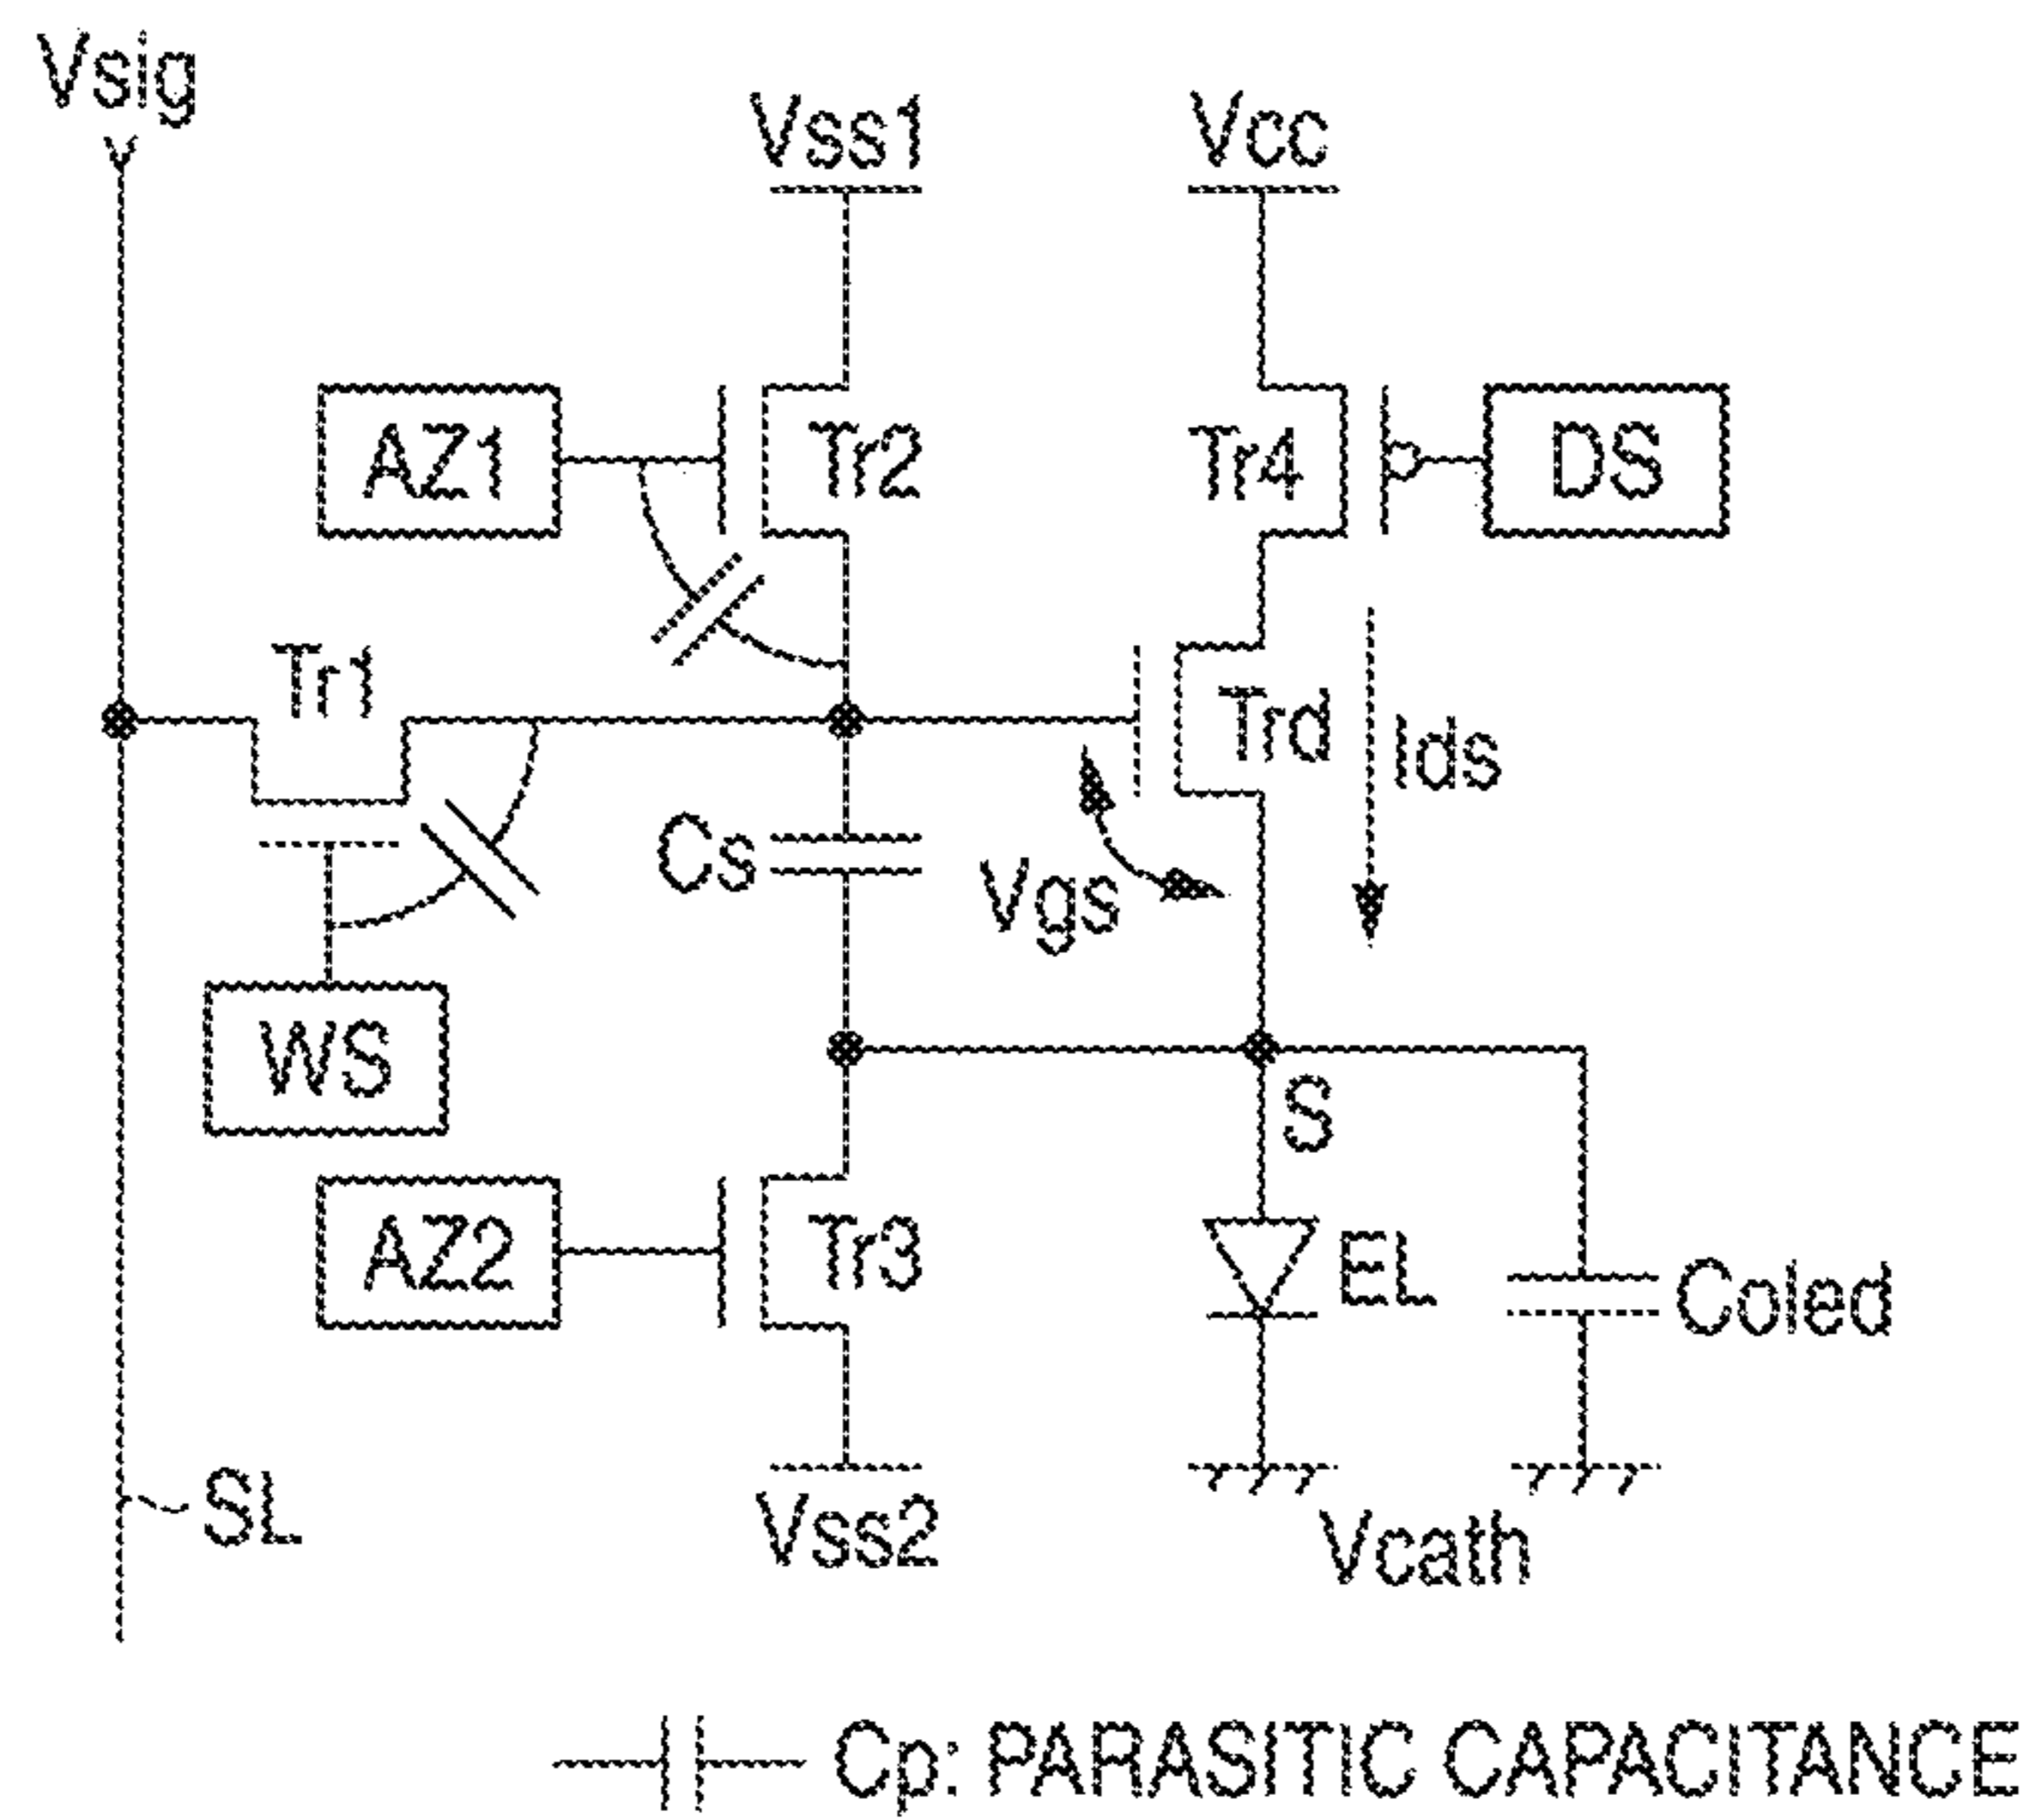 Vsig
Vss1
Vcc
AZ1
Tr2
Tr4
DS
Tr1
Trd
Ids
Cs
Vgs
WS
S
AZ2
Tr3
EL
Coled
SL
Vss2
Vcath
Cp: PARASITIC CAPACITANCE